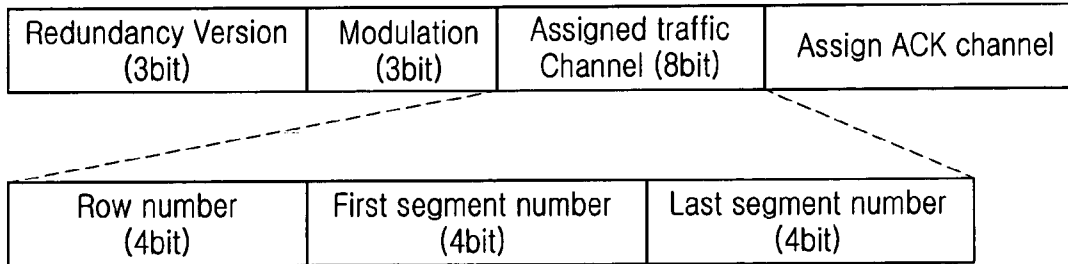 Redundancy Version
(3bit)
Modulation
(3bit)
Assigned traffic
Channel (8bit)
Assign ACK channel
Row number
(4bit)
First segment number
(4bit)
Last segment number
(4bit)